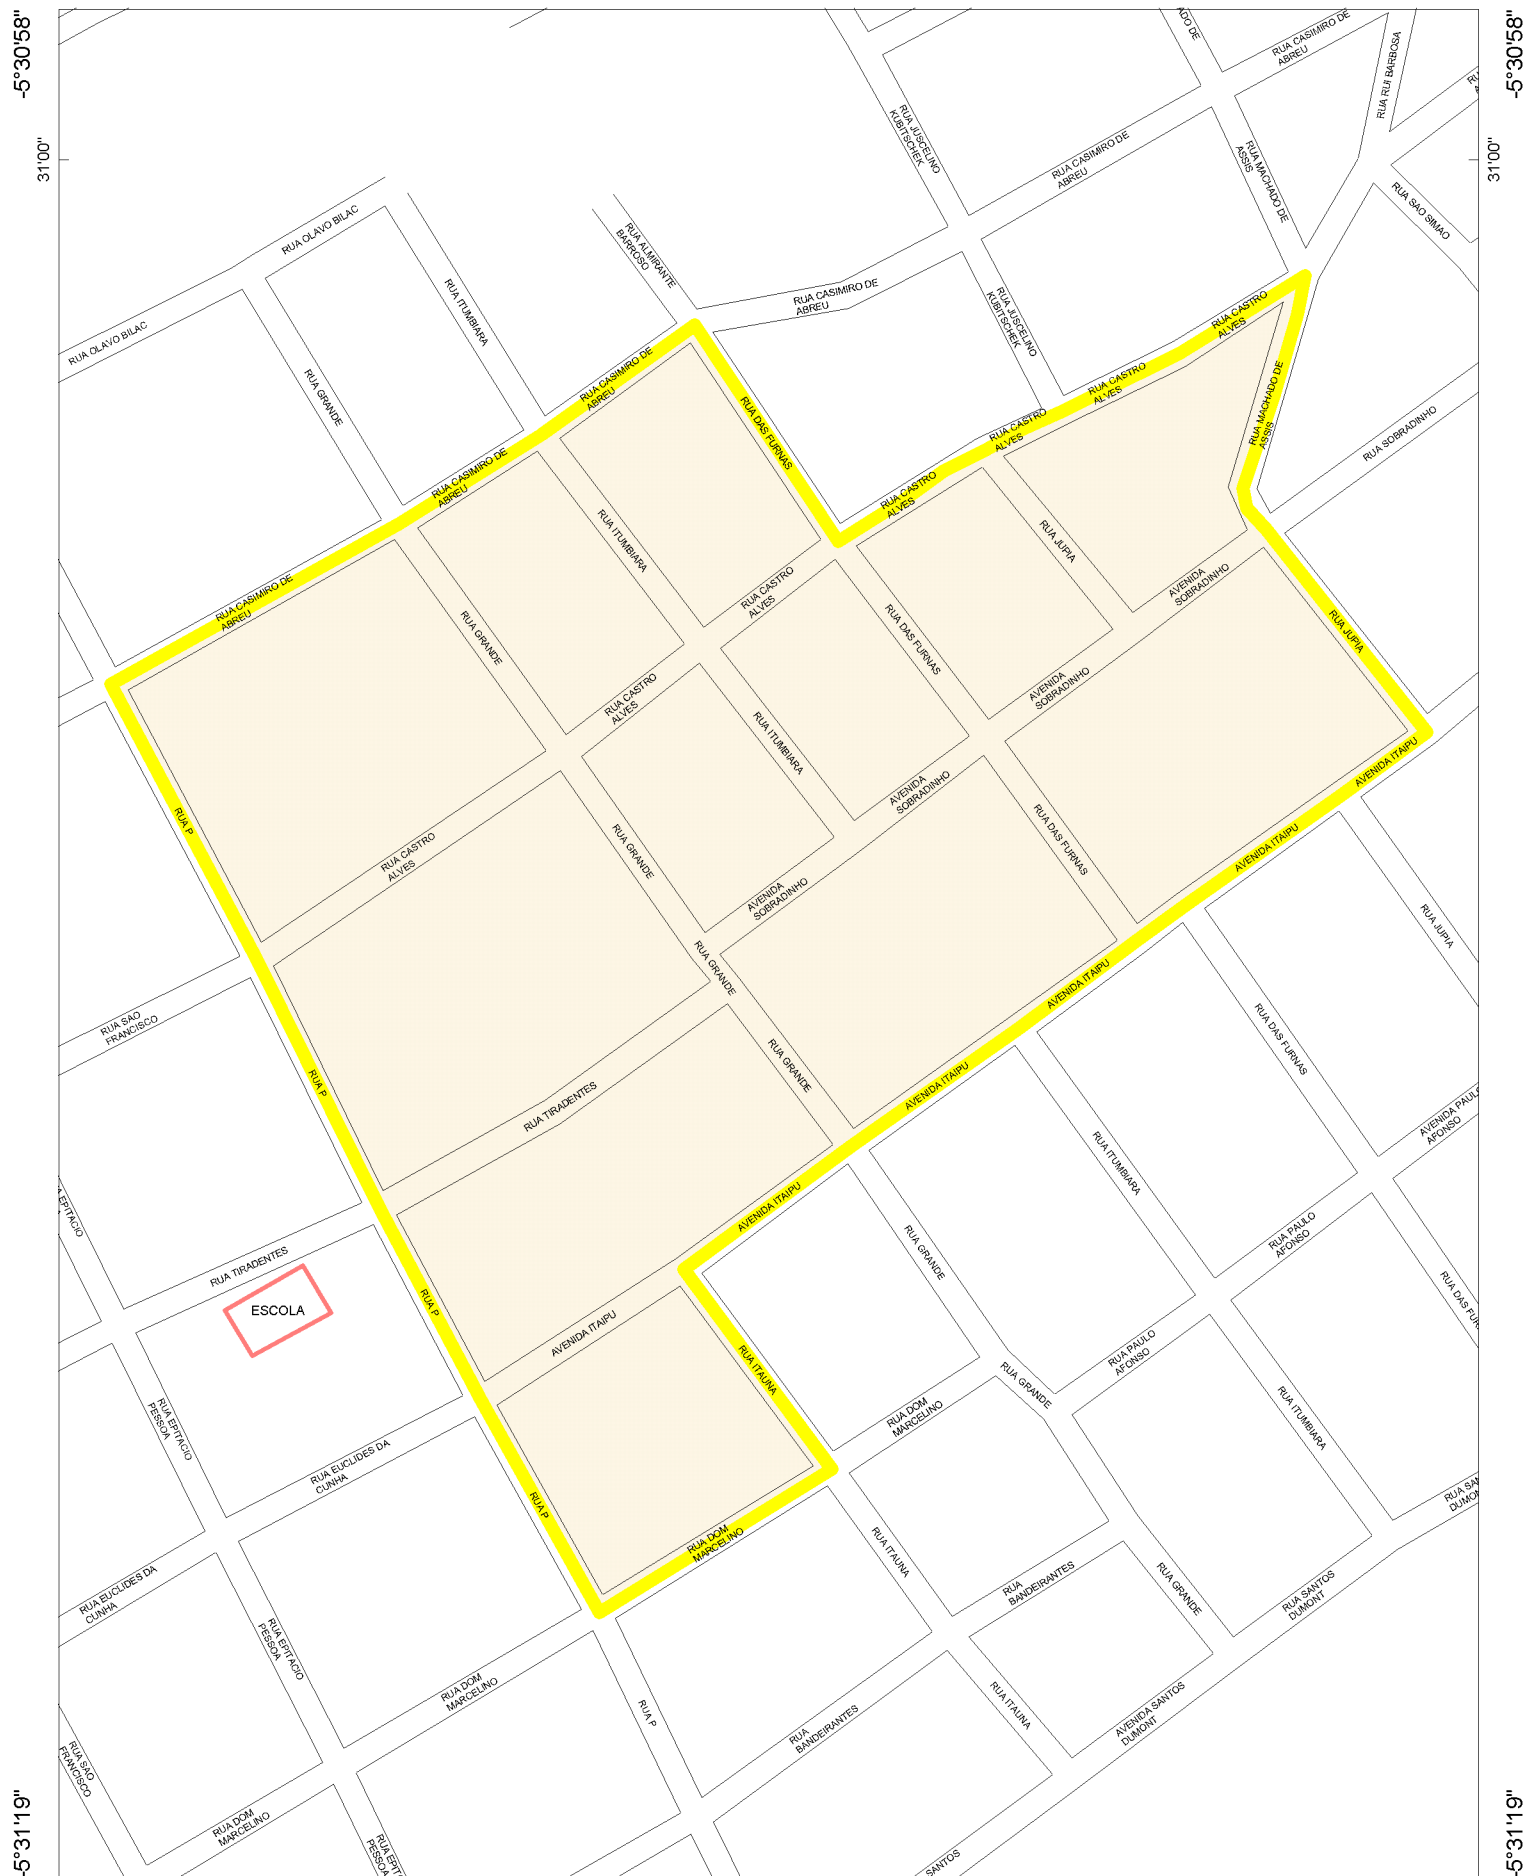 -5°30'58"
-5°30'58"
31'00"
31'00"
RUA CASIMIRO DE
ABREU
RUA RUI BARBOSA
RUA JUSCELINO
KUBITSCHEK
RUA CASIMIRO DE
ABREU
RUA MACHADO DE
ASSIS
RUA SAO SIMAO
RUA OLAVO BILAC
RUA ALMIRANTE
BARROSO
RUA ITUMBIARA
RUA CASIMIRO DE
ABREU
RUA JUSCELINO
KUBITSCHEK
RUA CASTRO
ALVES
RUA OLAVO BILAC
RUA GRANDE
RUA CASIMIRO DE
ABREU
RUA DAS FURNAS
RUA CASTRO
ALVES
RUA MACHADO DE
ASSIS
RUA SOBRADINHO
RUA CASTRO
ALVES
RUA CASIMIRO DE
ABREU
RUA CASTRO
ALVES
RUA ITUMBIARA
RUA JUPIA
RUA CASIMIRO DE
ABREU
RUA CASTRO
ALVES
AVENIDA
SOBRADINHO
RUA GRANDE
RUA DAS FURNAS
RUA JUPIA
RUA CASTRO
ALVES
AVENIDA
SOBRADINHO
RUA ITUMBIARA
AVENIDA ITAIPU
AVENIDA
SOBRADINHO
RUA P
RUA CASTRO
ALVES
RUA GRANDE
RUA DAS FURNAS
AVENIDA ITAIPU
AVENIDA
SOBRADINHO
RUA JUPIA
RUA GRANDE
AVENIDA ITAIPU
RUA SAO
FRANCISCO
RUA DAS FURNAS
RUA GRANDE
AVENIDA ITAIPU
RUA P
RUA TIRADENTES
AVENIDA PAULO
AFONSO
RUA ITUMBIARA
AVENIDA ITAIPU
EPITACIO
RUA TIRADENTES
RUA GRANDE
RUA PAULO
AFONSO
ESCOLA
RUA P
AVENIDA ITAIPU
RUA DAS FUR
RUA ITAUNA
RUA PAULO
AFONSO
RUA GRANDE
RUA EPITACIO
PESSOA
RUA DOM
MARCELINO
RUA ITUMBIARA
RUA EUCLIDES DA
CUNHA
RUA P
RUA SAN
DUMON
RUA DOM
MARCELINO
RUA ITAUNA
RUA EUCLIDES DA
CUNHA
RUA
BANDEIRANTES
RUA GRANDE
RUA SANTOS
DUMONT
RUA EPITACIO
PESSOA
RUA DOM
MARCELINO
RUA P
RUA
BANDEIRANTES
RUA ITAUNA
AVENIDA SANTOS
DUMONT
RUA SAO
FRANCISCO
RUA DOM
MARCELINO
RUA EPIT
PESSOA
SANTOS
-5°31'19"
-5°31'19"